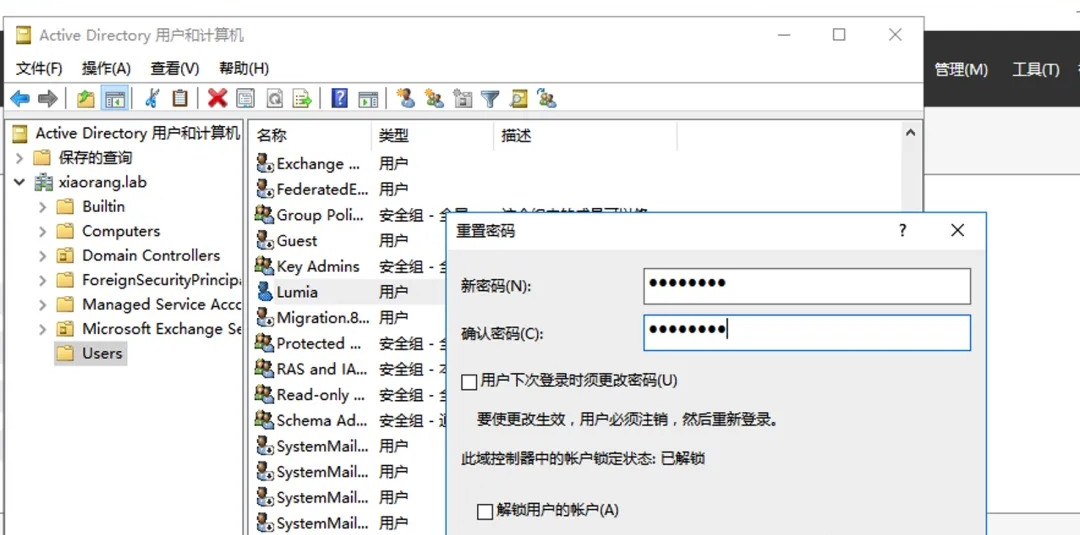 Active Directory 用户和计算机
文件(F) 操作(A) 查看(V) 帮助(H)
管理(M) 工具(T)
Active Directory 用户和计算机
保存的查询
xiaorang.lab
Builtin
Computers
Domain Controllers
ForeignSecurityPrincipa
Managed Service Acco
Microsoft Exchange Se
Users
名称 类型 描述
Exchange ... 用户
FederatedE... 用户
Group Poli... 安全组 - 全局
Guest 用户
Key Admins 安全组 -
Lumia 用户
Migration.8... 用户
Protected ... 安全组 -
RAS and IA... 安全组 -
Read-only ... 安全组 -
Schema Ad... 安全组 -
SystemMail... 用户
SystemMail... 用户
SystemMail... 用户
SystemMail... 用户
重置密码 ?
新密码(N): ••••••••
确认密码(C): ••••••••
用户下次登录时须更改密码(U)
要使更改生效，用户必须注销，然后重新登录。
此域控制器中的帐户锁定状态: 已解锁
解锁用户的帐户(A)